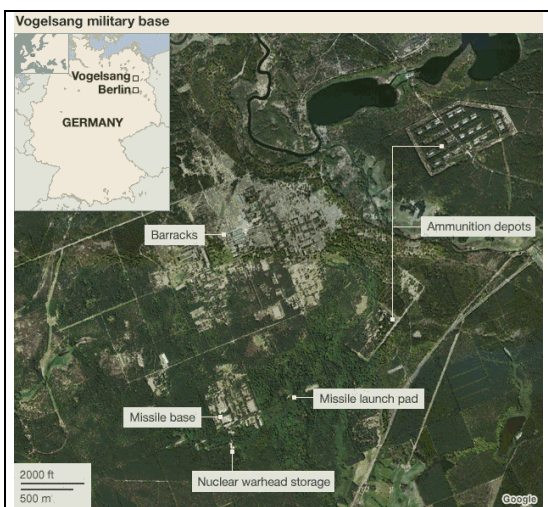 Vogelsang military base
Vogelsang
Berlin
GERMANY
Barracks
Ammunition depots
Missile launch pad
Missile base
Nuclear warhead storage
2000 ft
500 m
Google